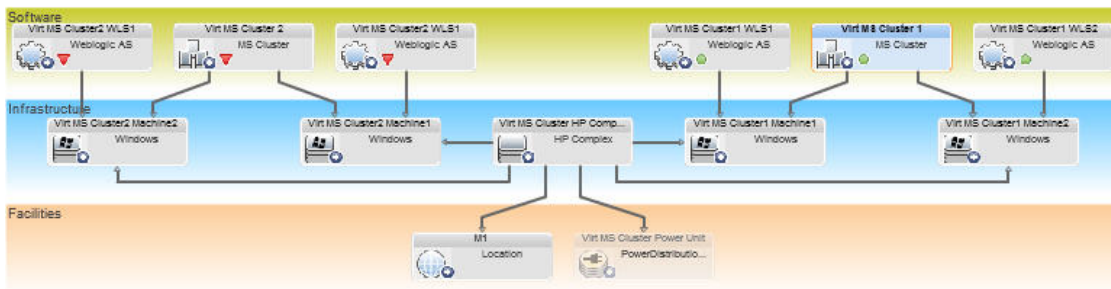 Software
Virt MS Cluster2 WLS1
Weblogic AS
Virt MS Cluster 2
MS Cluster
Virt MS Cluster2 WLS1
Weblogic AS
Virt MS Cluster1 WLS1
Weblogic AS
Virt MS Cluster 1
MS Cluster
Virt MS Cluster1 WLS2
Weblogic AS
Infrastructure
Virt MS Cluster2 Machine2
Windows
Virt MS Cluster2 Machine1
Windows
Virt MS Cluster HP Comp...
HP Complex
Virt MS Cluster1 Machine1
Windows
Virt MS Cluster1 Machine2
Windows
Facilities
M1
Location
Virt MS Cluster Power Unit
PowerDistributio...